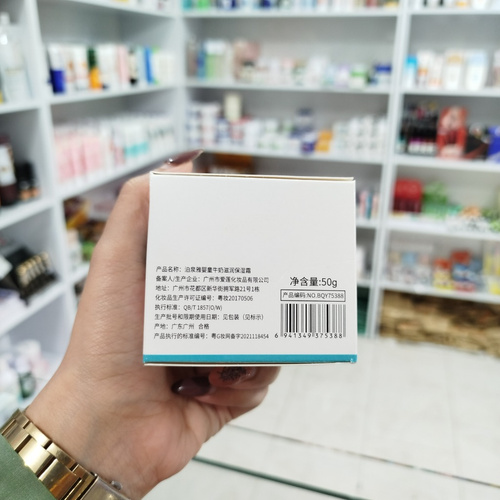 产品名称：泊泉雅婴童牛奶滋润保湿霜
备案人/生产企业：广州市爱莲化妆品有限公司
地址：广州市花都区新华街拥军路21号1栋
化妆品生产许可证编号：粤妆20170506
执行标准：QB/T 1857(O/W)
生产批号和限期使用日期：见包装（见标示）
产地：广东广州 合格
产品执行的标准编号：粤G妆网备字2021118454
净含量:50g
产品编码:NO.BQY75388
6 941349 375388